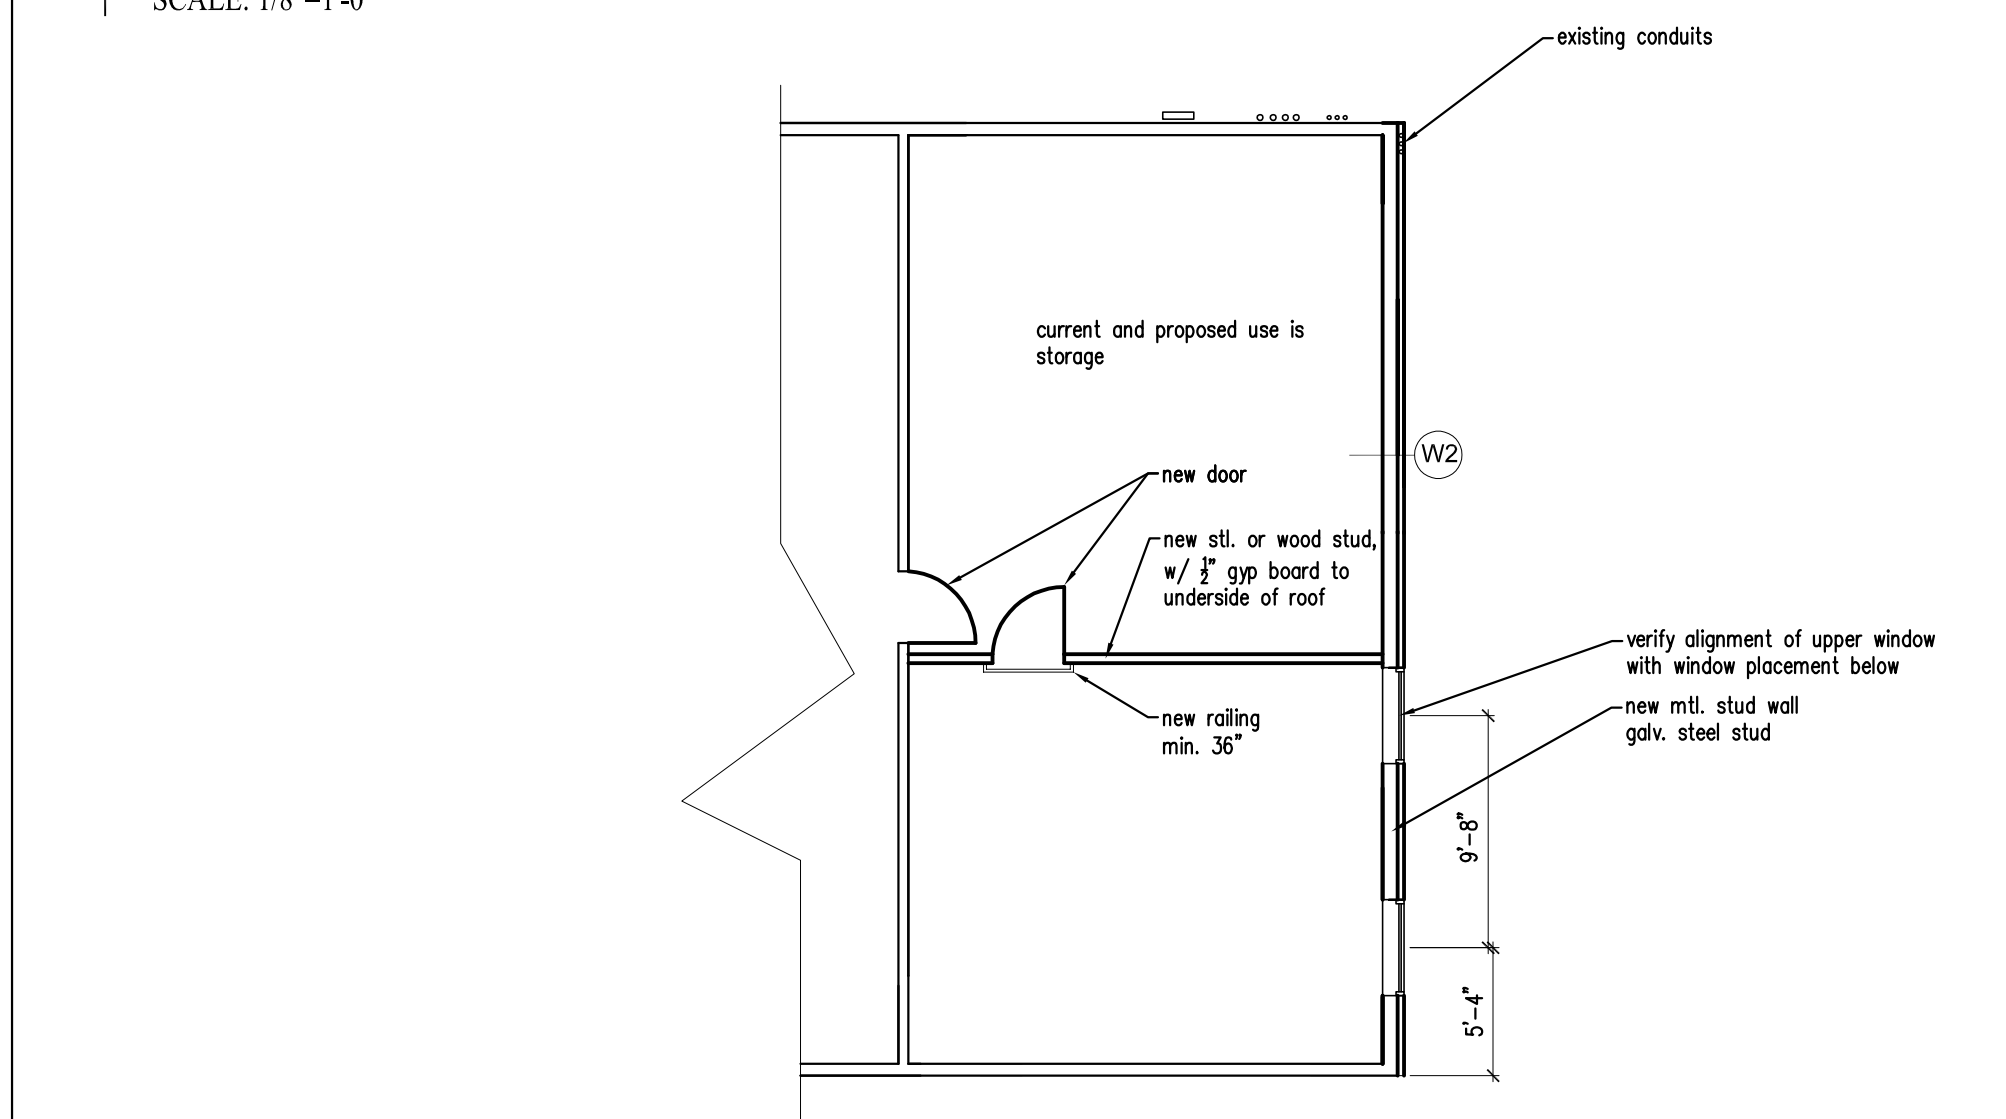 SCALE: 1/8"=1'-0"
existing conduits
current and proposed use is
storage
W2
new door
new stl. or wood stud,
w/ 1/2" gyp board to
underside of roof
verify alignment of upper window
with window placement below
new mtl. stud wall
galv. steel stud
new railing
min. 36"
9'-8"
5'-4"